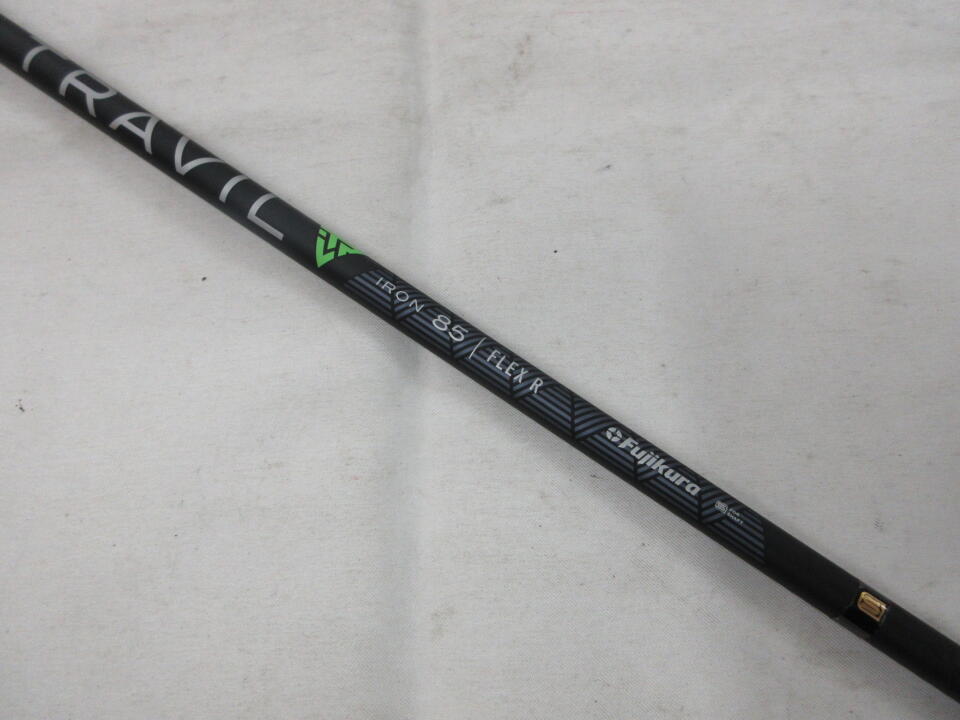 TRAVIL
IRON 85 | FLEX R
Fujikura